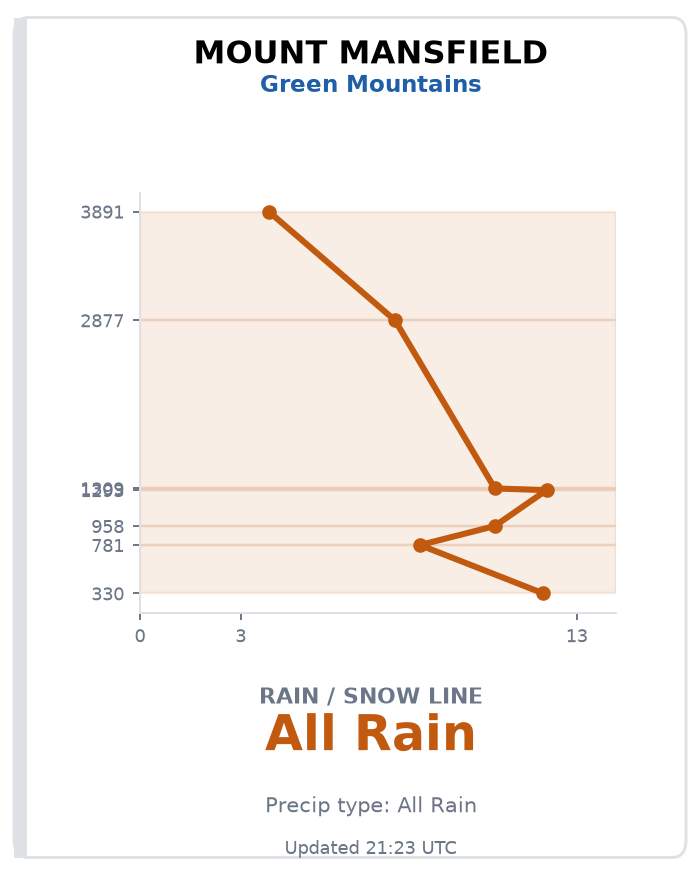 MOUNT MANSFIELD
Green Mountains
3891
2877
958
781
330
0 3 13
RAIN / SNOW LINE
All Rain
Precip type: All Rain
Updated 21:23 UTC